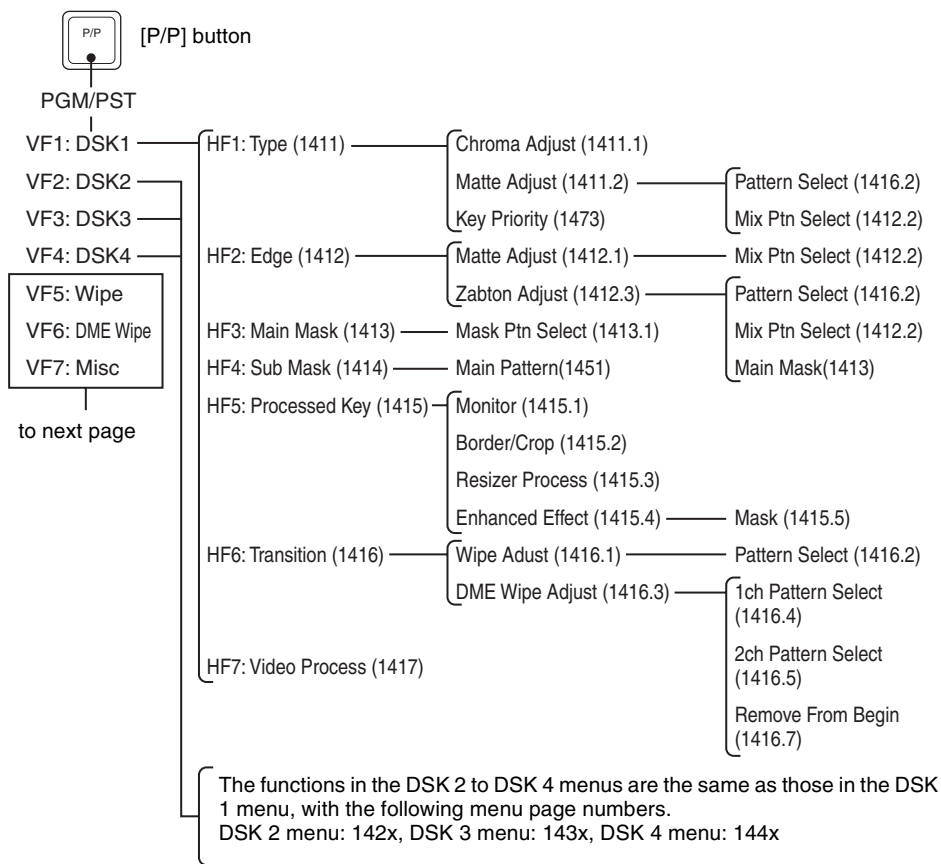 P/P
[P/P] button
PGM/PST
VF1: DSK1
VF2: DSK2
VF3: DSK3
VF4: DSK4
VF5: Wipe
VF6: DME Wipe
VF7: Misc
to next page
HF1: Type (1411)
Chroma Adjust (1411.1)
Matte Adjust (1411.2)
Pattern Select (1416.2)
Mix Ptn Select (1412.2)
Key Priority (1473)
HF2: Edge (1412)
Matte Adjust (1412.1)
Mix Ptn Select (1412.2)
Zabton Adjust (1412.3)
Pattern Select (1416.2)
Mix Ptn Select (1412.2)
Main Mask(1413)
HF3: Main Mask (1413)
Mask Ptn Select (1413.1)
HF4: Sub Mask (1414)
Main Pattern(1451)
HF5: Processed Key (1415)
Monitor (1415.1)
Border/Crop (1415.2)
Resizer Process (1415.3)
Enhanced Effect (1415.4)
Mask (1415.5)
HF6: Transition (1416)
Wipe Adust (1416.1)
Pattern Select (1416.2)
DME Wipe Adjust (1416.3)
1ch Pattern Select
(1416.4)
2ch Pattern Select
(1416.5)
Remove From Begin
(1416.7)
HF7: Video Process (1417)
The functions in the DSK 2 to DSK 4 menus are the same as those in the DSK
1 menu, with the following menu page numbers.
DSK 2 menu: 142x, DSK 3 menu: 143x, DSK 4 menu: 144x